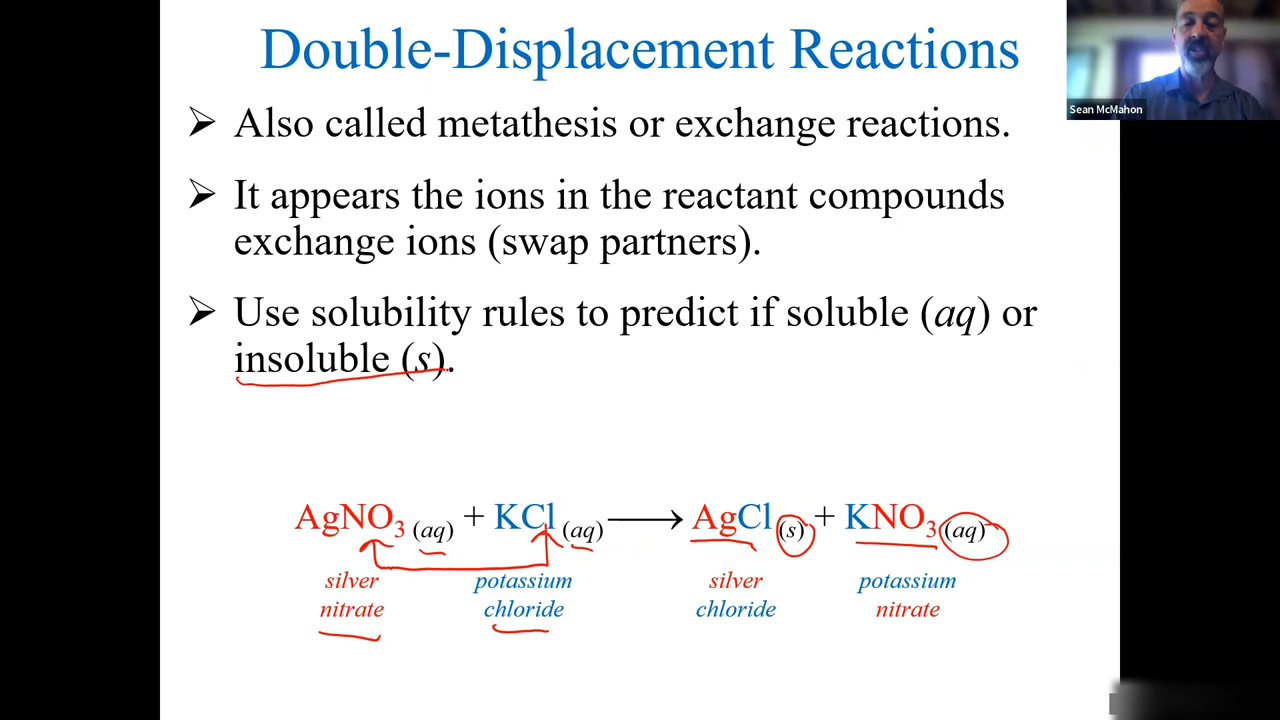 Double-Displacement Reactions
Sean McMahon
➢ Also called metathesis or exchange reactions.
➢ It appears the ions in the reactant compounds
exchange ions (swap partners).
➢ Use solubility rules to predict if soluble (aq) or
insoluble (s).
AgNO₃ (aq) + KCl (aq) ⟶ AgCl (s) + KNO₃ (aq)
silver potassium silver potassium
nitrate chloride chloride nitrate